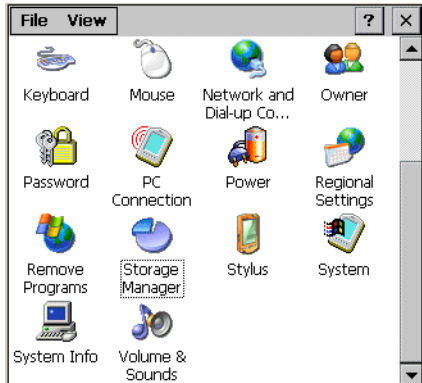 File View ? ×
Keyboard Mouse Network and Owner
Dial-up Co...
Password PC Power Regional
Connection Settings
Remove Storage Stylus System
Programs Manager
System Info Volume &
Sounds